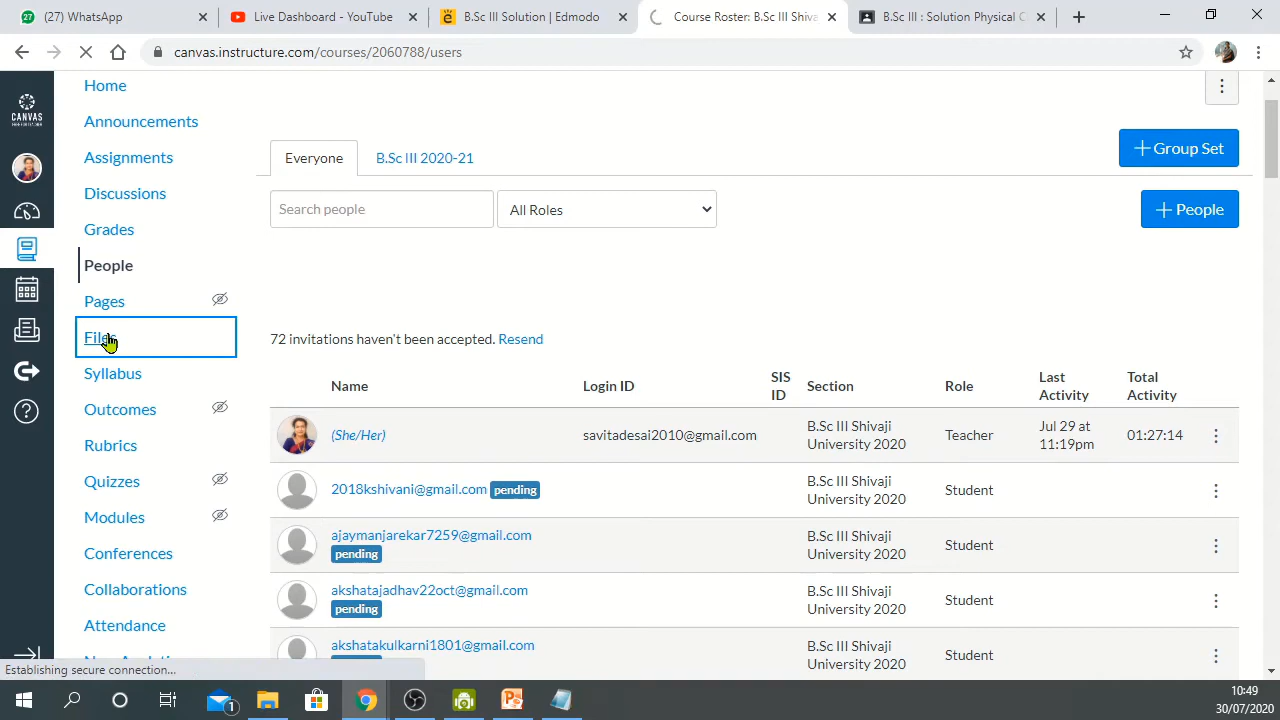 (27) WhatsApp
Live Dashboard - YouTube
B.Sc III Solution | Edmodo
Course Roster: B.Sc III Shiva
B.Sc III : Solution Physical C
canvas.instructure.com/courses/2060788/users
CANVAS
Home
Announcements
Everyone
B.Sc III 2020-21
+ Group Set
Assignments
Discussions
Search people
All Roles
+ People
Grades
People
Pages
Files
72 invitations haven't been accepted. Resend
Syllabus
Outcomes
Rubrics
Quizzes
Modules
Conferences
Collaborations
Attendance
Name
Login ID
SIS ID
Section
Role
Last Activity
Total Activity
(She/Her)
savitadesai2010@gmail.com
B.Sc III Shivaji University 2020
Teacher
Jul 29 at 11:19pm
01:27:14
2018kshivani@gmail.com pending
B.Sc III Shivaji University 2020
Student
ajaymanjarekar7259@gmail.com pending
B.Sc III Shivaji University 2020
Student
akshatajadhav22oct@gmail.com pending
B.Sc III Shivaji University 2020
Student
akshatakulkarni1801@gmail.com
B.Sc III Shivaji University 2020
Student
Establishing secure connection...
1
10:49
30/07/2020